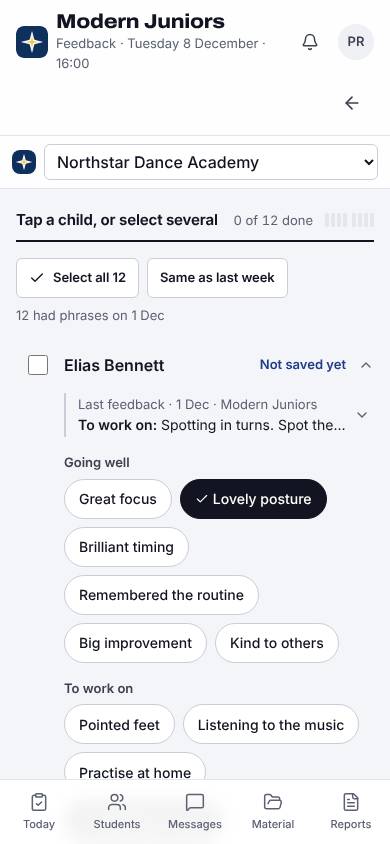 Modern Juniors
Feedback · Tuesday 8 December ·
16:00
PR
Northstar Dance Academy
Tap a child, or select several
0 of 12 done
Select all 12
Same as last week
12 had phrases on 1 Dec
Elias Bennett
Not saved yet
Last feedback · 1 Dec · Modern Juniors
To work on: Spotting in turns. Spot the...
Going well
Great focus
Lovely posture
Brilliant timing
Remembered the routine
Big improvement
Kind to others
To work on
Pointed feet
Listening to the music
Practise at home
Today
Students
Messages
Material
Reports